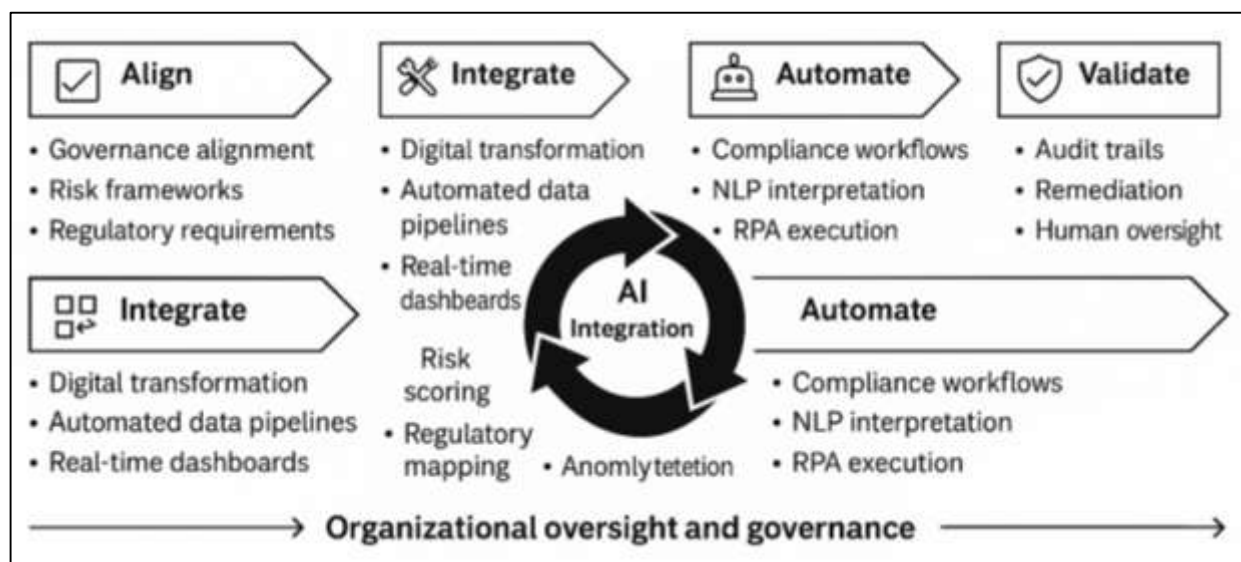 Align
• Governance alignment
• Risk frameworks
• Regulatory requirements
Integrate
• Digital transformation
• Automated data
pipelines
• Real-time
dashbeards
Automate
• Compliance workflows
• NLP interpretation
• RPA execution
Validate
• Audit trails
• Remediation
• Human oversight
Integrate
• Digital transformation
• Automated data pipelines
• Real-time dashboards
Risk
scoring
• Regulatory
mapping
AI
Integration
• Anomlytetetion
Automate
• Compliance workflows
• NLP interpretation
• RPA execution
Organizational oversight and governance